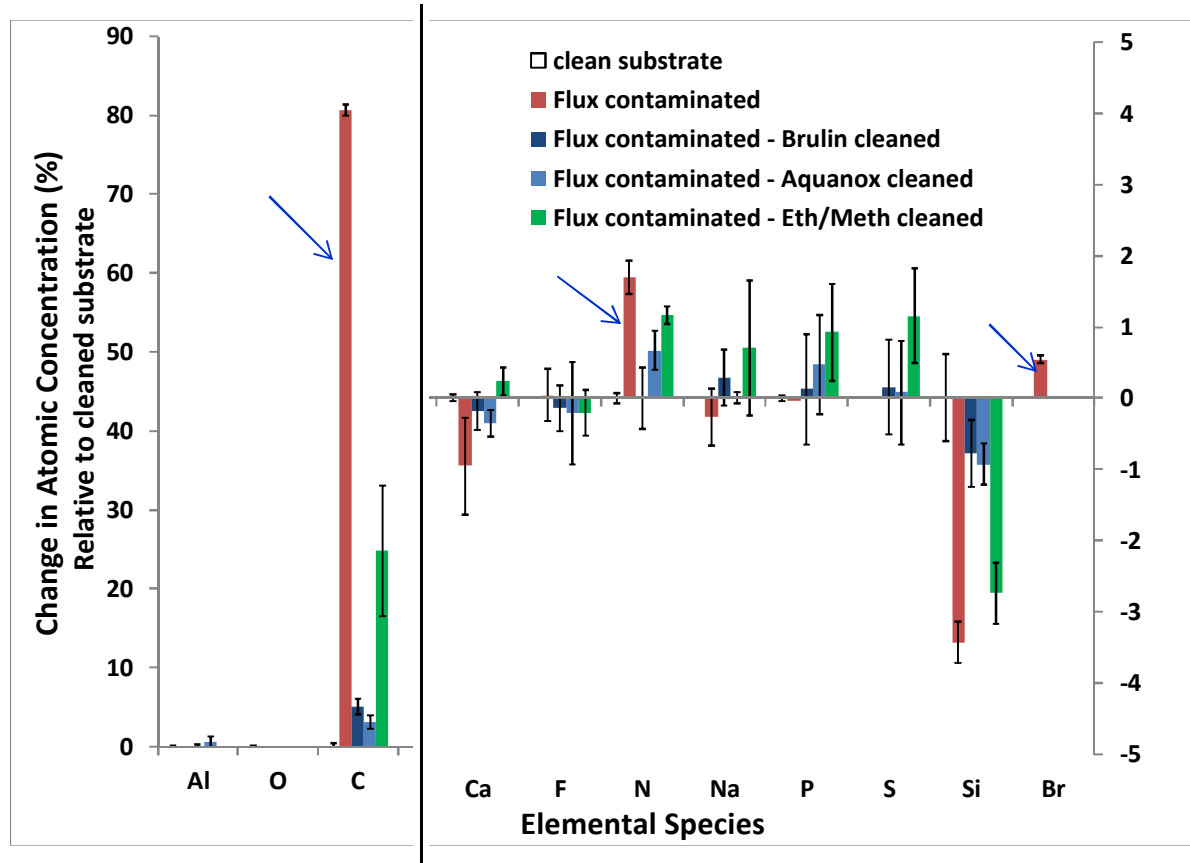 Change in Atomic Concentration (%)
Relative to cleaned substrate
90
80
70
60
50
40
30
20
10
0
Al O C
clean substrate
Flux contaminated
Flux contaminated - Brulin cleaned
Flux contaminated - Aquanox cleaned
Flux contaminated - Eth/Meth cleaned
5
4
3
2
1
0
-1
-2
-3
-4
-5
Ca F N Na P S Si Br
Elemental Species